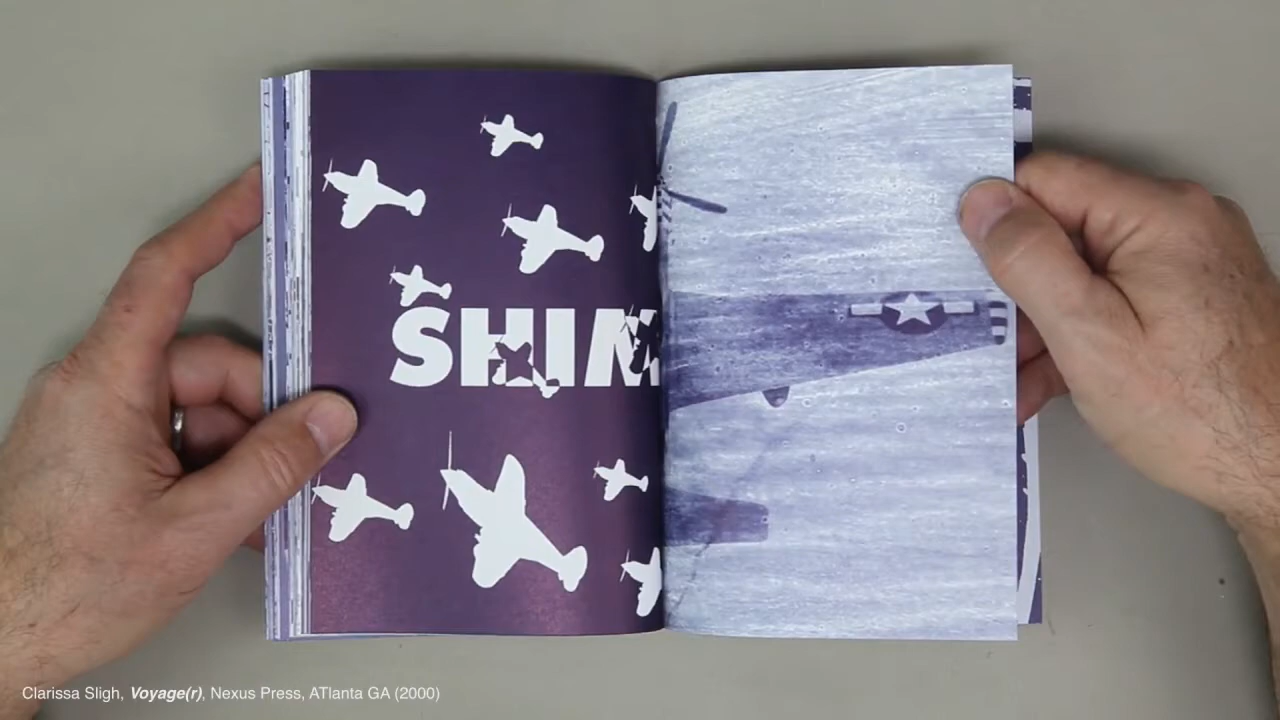 SHIM
Clarissa Sligh, Voyage(r), Nexus Press, ATlanta GA (2000)